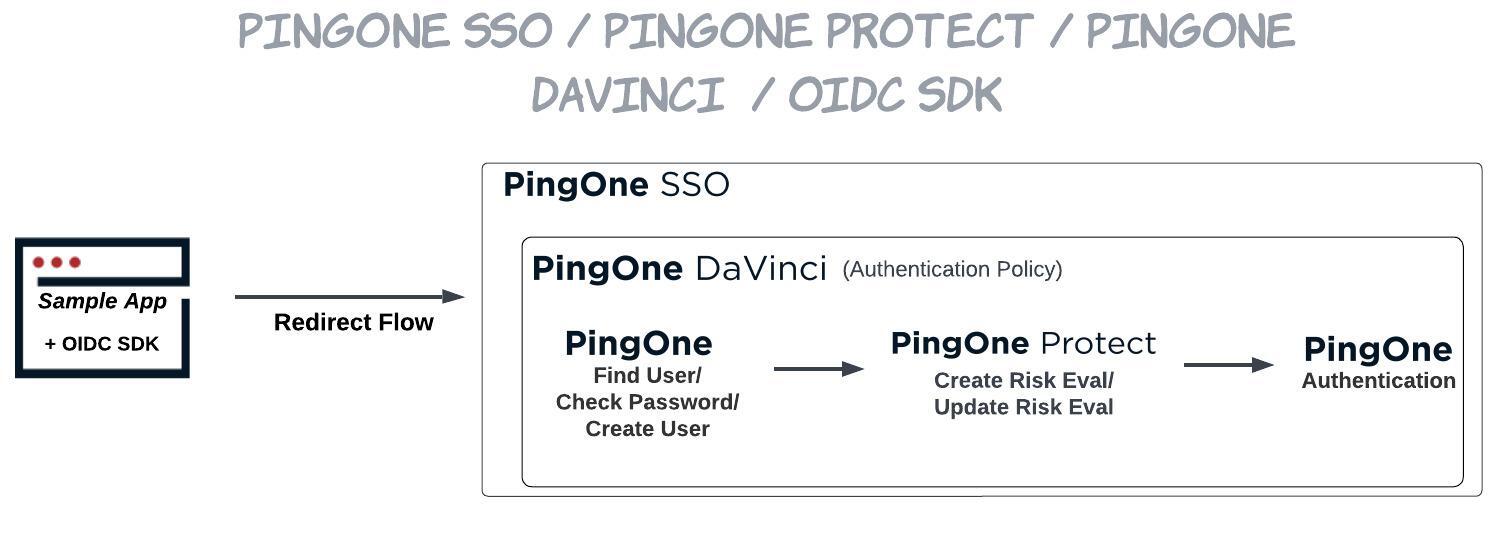 PINGONE SSO / PINGONE PROTECT / PINGONE
DAVINCI / OIDC SDK
PingOne SSO
PingOne DaVinci (Authentication Policy)
Sample App
+ OIDC SDK
Redirect Flow
PingOne
Find User/
Check Password/
Create User
PingOne Protect
Create Risk Eval/
Update Risk Eval
PingOne
Authentication